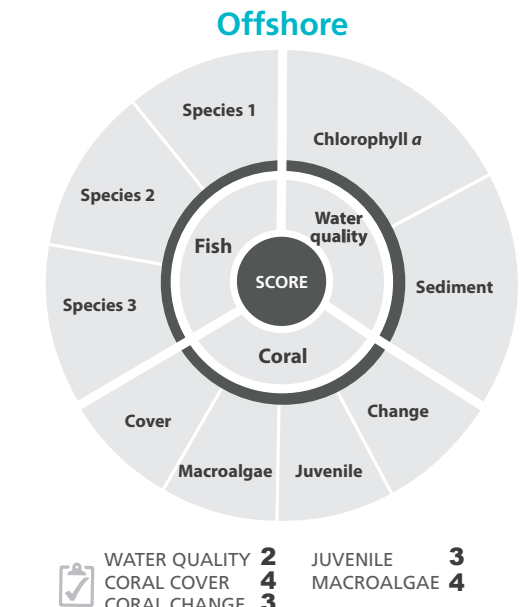 Offshore
Species 1
Chlorophyll a
Species 2
Water
quality
Fish
SCORE
Sediment
Species 3
Coral
Change
Cover
Macroalgae
Juvenile
WATER QUALITY 2
JUVENILE 3
CORAL COVER 4
MACROALGAE 4
CORAL CHANGE 3